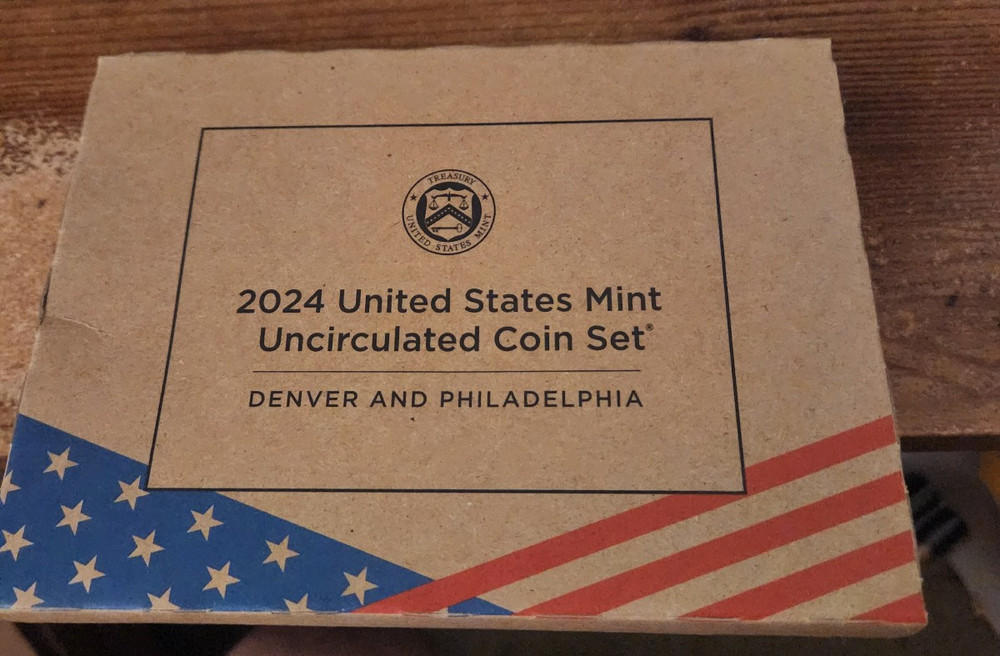 TREASURY
UNITED STATES MINT
2024 United States Mint
Uncirculated Coin Set®
DENVER AND PHILADELPHIA